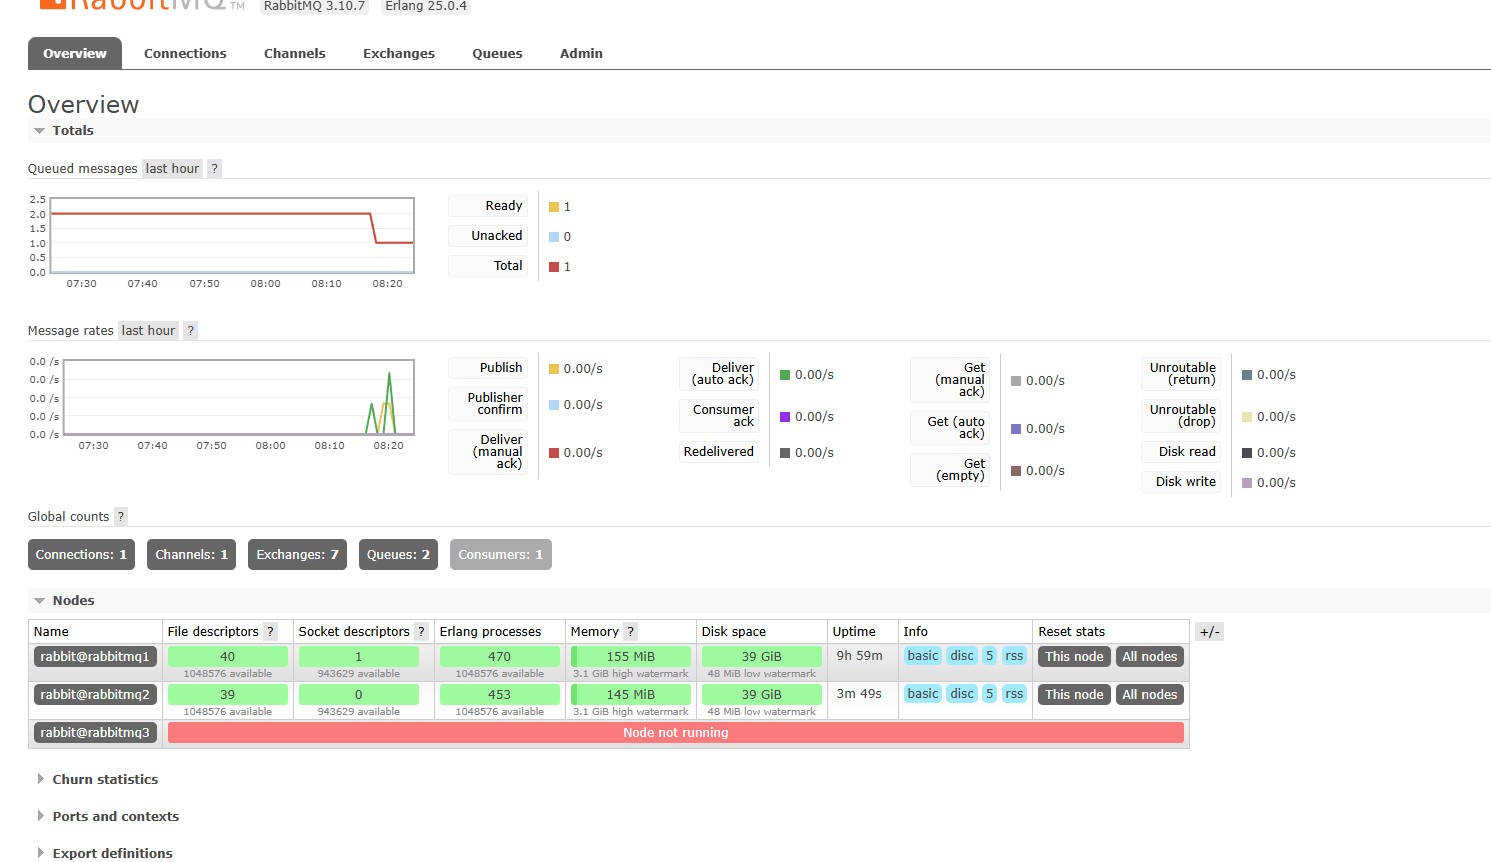 RabbitMQ TM RabbitMQ 3.10.7 Erlang 25.0.4
Overview Connections Channels Exchanges Queues Admin
Overview
Totals
Queued messages last hour ?
2.5
2.0
1.5
1.0
0.5
0.0
07:30 07:40 07:50 08:00 08:10 08:20
Ready 1
Unacked 0
Total 1
Message rates last hour ?
0.0 /s
0.0 /s
0.0 /s
0.0 /s
0.0 /s
07:30 07:40 07:50 08:00 08:10 08:20
Publish 0.00/s
Publisher
confirm 0.00/s
Deliver
(manual
ack) 0.00/s
Deliver
(auto ack) 0.00/s
Consumer
ack 0.00/s
Redelivered 0.00/s
Get
(manual
ack) 0.00/s
Get (auto
ack) 0.00/s
Get
(empty) 0.00/s
Unroutable
(return) 0.00/s
Unroutable
(drop) 0.00/s
Disk read 0.00/s
Disk write 0.00/s
Global counts ?
Connections: 1 Channels: 1 Exchanges: 7 Queues: 2 Consumers: 1
Nodes
Name File descriptors ? Socket descriptors ? Erlang processes Memory ? Disk space Uptime Info Reset stats +/-
rabbit@rabbitmq1 40 1 470 155 MiB 39 GiB 9h 59m basic disc 5 rss This node All nodes
1048576 available 943629 available 1048576 available 3.1 GiB high watermark 48 MiB low watermark
rabbit@rabbitmq2 39 0 453 145 MiB 39 GiB 3m 49s basic disc 5 rss This node All nodes
1048576 available 943629 available 1048576 available 3.1 GiB high watermark 48 MiB low watermark
rabbit@rabbitmq3 Node not running
Churn statistics
Ports and contexts
Export definitions